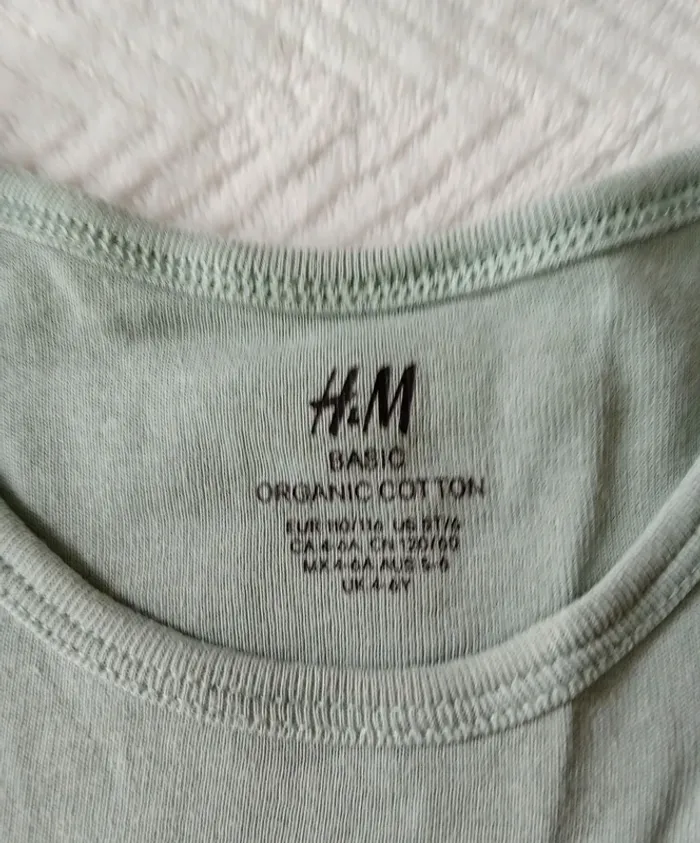 H&M
BASIC
ORGANIC COTTON
EUR 110/116 US 5T/6
CA 4-6A, CN 120/60
MX 4-6A AUS 5-6
UK 4-6Y